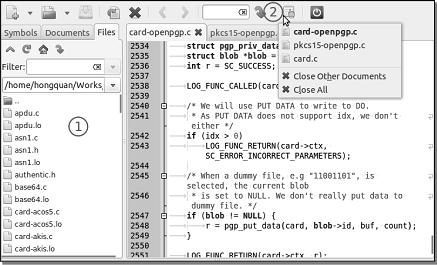 2
card-openpgp.c
pkcs15-openpgp.c
card.c
Close Other Documents
Close All
Symbols
Documents
Files
Filter:
/home/hongquan/Works
..
apdu.c
apdu.lo
asn1.c
asn1.h
asn1.lo
authentic.h
base64.c
base64.lo
card-acos5.c
card-acos5.lo
card-akis.c
card-akis.lo
1
card-openpgp.c
pkcs15-openpgp.c
2534 struct pgp_priv_data
2535 struct blob *blob =
2536 int r = SC_SUCCESS;
2537
2538 LOG_FUNC_CALLED(card-
2539
2540 /* We will use PUT DATA to write to DO.
2541 * As PUT DATA does not support idx, we don't
either */
2542 if (idx > 0)
2543 LOG_FUNC_RETURN(card->ctx,
SC_ERROR_INCORRECT_PARAMETERS);
2544
2545 /* When a dummy file, e.g "11001101", is
selected, the current blob
2546 * is set to NULL. We don't really put data to
dummy file. */
2547 if (blob != NULL) {
2548 r = pgp_put_data(card, blob->id, buf, count);
2549 }
2550
2551 LOG_FUNC_RETURN(card->ctx, r);